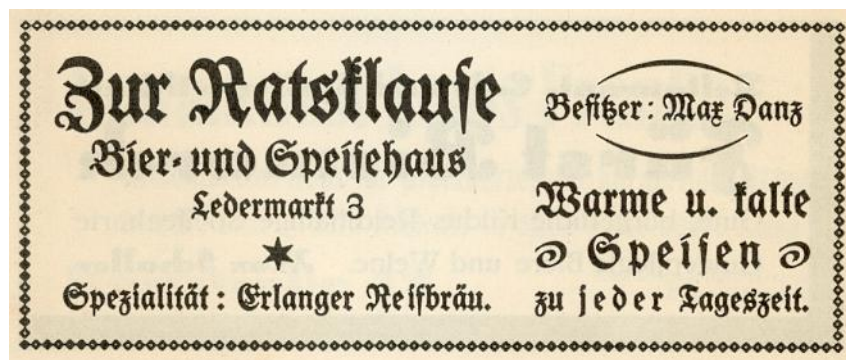 Zur Ratsklause
Bier- und Speisehaus
Ledermarkt 3
Spezialität: Erlanger Reifbräu.
Besitzer: Max Danz
Warme u. kalte
Speisen
zu jeder Tageszeit.